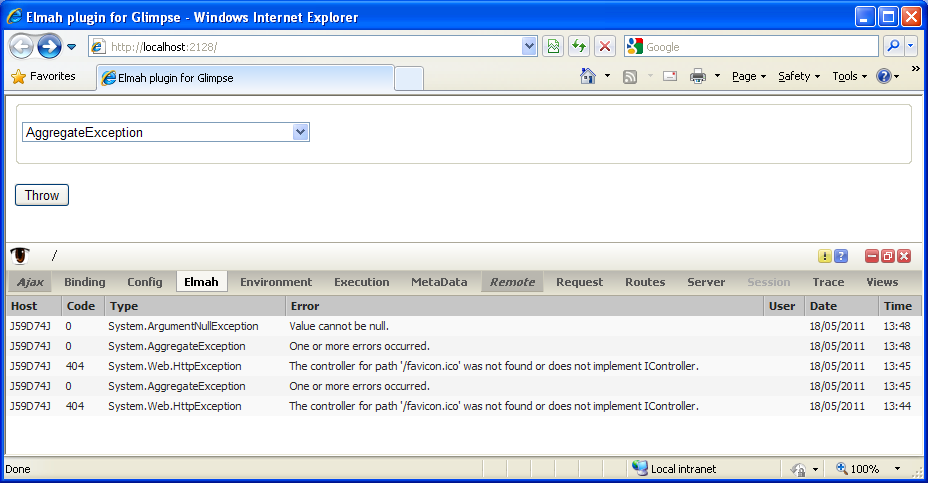 Elmah plugin for Glimpse - Windows Internet Explorer
http://localhost:2128/ Google
Favorites Elmah plugin for Glimpse Page Safety Tools
AggregateException
Throw
/
Ajax Binding Config Elmah Environment Execution MetaData Remote Request Routes Server Session Trace Views
Host Code Type Error User Date Time
J59D74J 0 System.ArgumentNullException Value cannot be null. 18/05/2011 13:48
J59D74J 0 System.AggregateException One or more errors occurred. 18/05/2011 13:48
J59D74J 404 System.Web.HttpException The controller for path '/favicon.ico' was not found or does not implement IController. 18/05/2011 13:45
J59D74J 0 System.AggregateException One or more errors occurred. 18/05/2011 13:45
J59D74J 404 System.Web.HttpException The controller for path '/favicon.ico' was not found or does not implement IController. 18/05/2011 13:44
Done Local intranet 100%